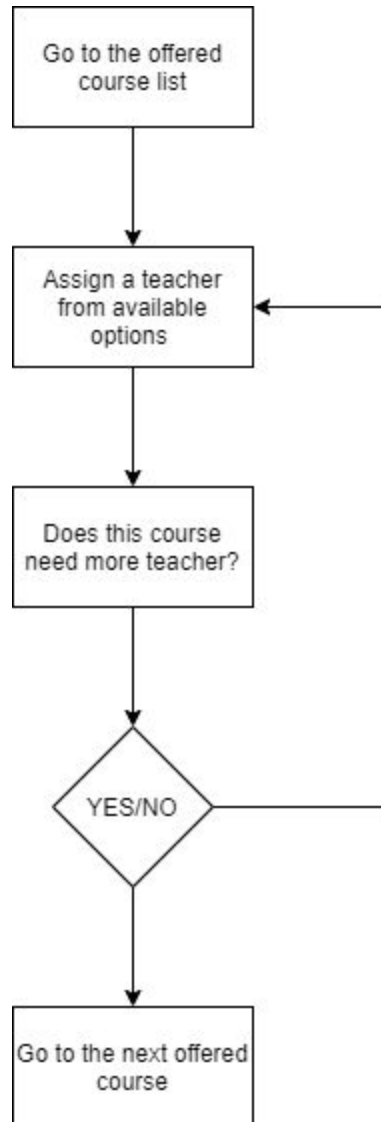 Go to the offered
course list
Assign a teacher
from available
options
Does this course
need more teacher?
YES/NO
Go to the next offered
course